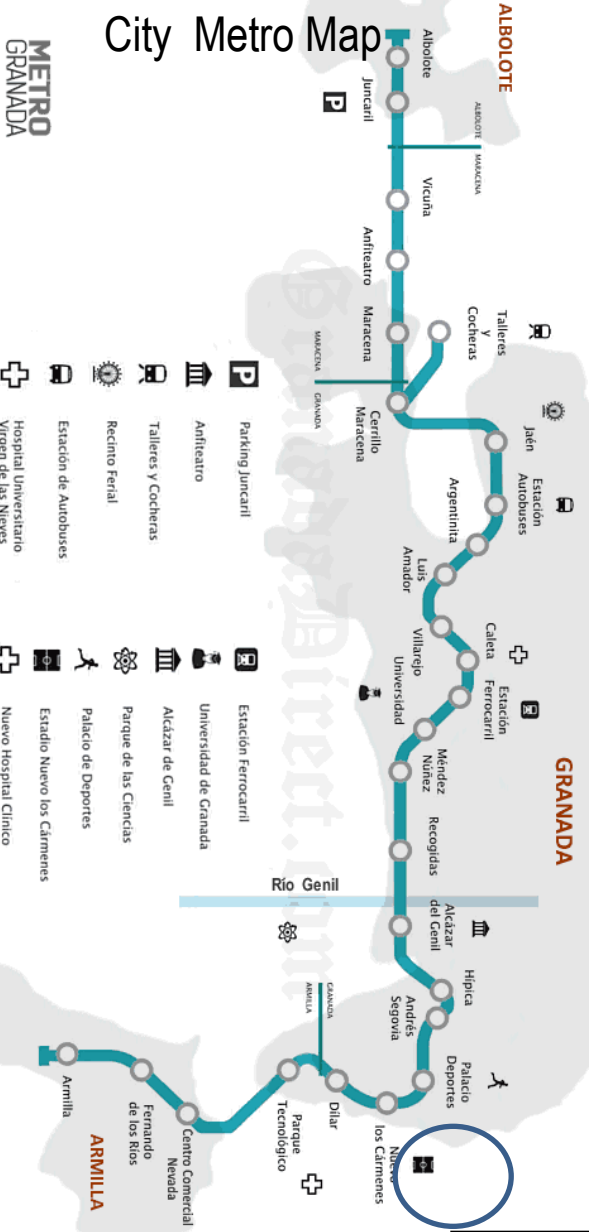 City Metro Map
ALBOLOTE
METRO
GRANADA
Albolote
Juncaril
P
ALBOLOTE
MARACENA
Vicuña
Anfiteatro
Maracena
Talleres
y
Cocheras
MARACENA
GRANADA
Cerrillo
Maracena
Jaén
Estación
Autobuses
Argentinita
Luis
Amador
Villarejo
Caleta
Estación
Ferrocarril
Universidad
Méndez
Núñez
Recogidas
GRANADA
Río Genil
Alcázar
del Genil
Hípica
Andrés
Segovia
Palacio
Deportes
Nuevo
los Cármenes
GRANADA
ARMILLA
Dílar
Parque
Tecnológico
Centro Comercial
Nevada
Fernando
de los Ríos
Armilla
ARMILLA
P
Parking Juncaril
Anfiteatro
Talleres y Cocheras
Recinto Ferial
Estación de Autobuses
Hospital Universitario
Virgen de las Nieves
Estación Ferrocarril
Universidad de Granada
Alcázar de Genil
Parque de las Ciencias
Palacio de Deportes
Estadio Nuevo los Cármenes
Nuevo Hospital Clínico